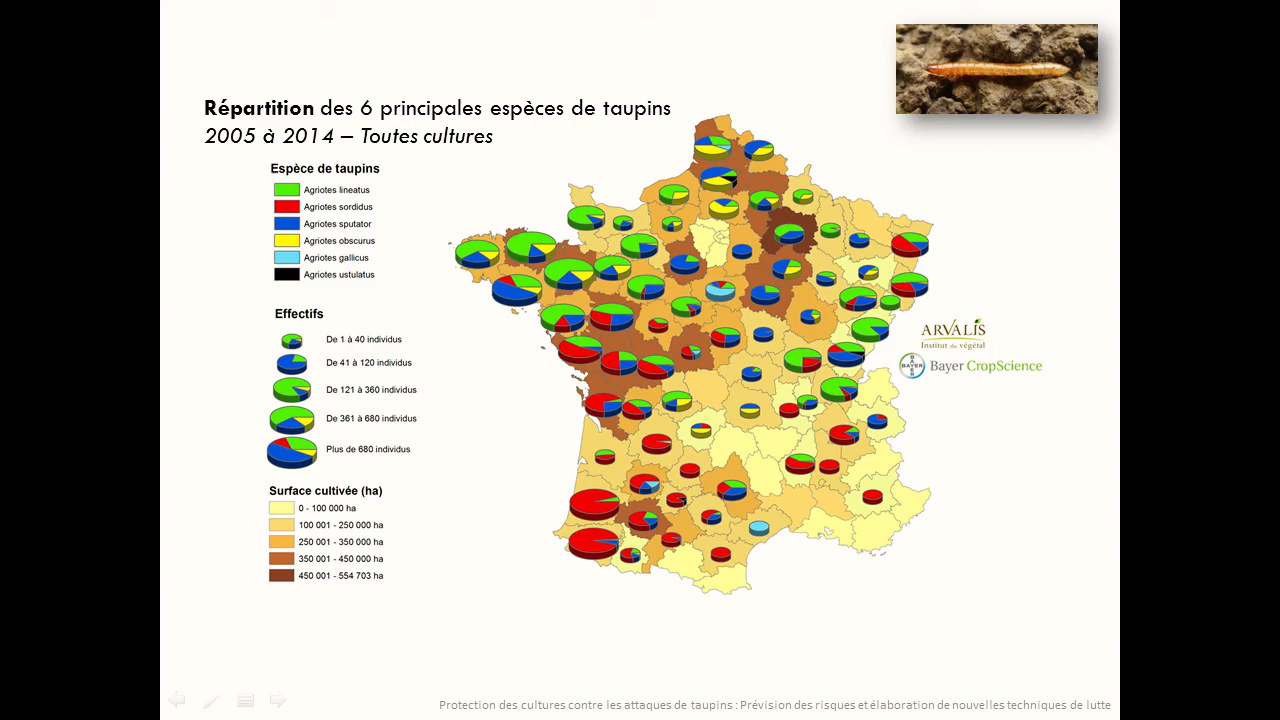 Répartition des 6 principales espèces de taupins
2005 à 2014 – Toutes cultures
Espèce de taupins
Agriotes lineatus
Agriotes sordidus
Agriotes sputator
Agriotes obscurus
Agriotes gallicus
Agriotes ustulatus
Effectifs
De 1 à 40 individus
De 41 à 120 individus
De 121 à 360 individus
De 361 à 680 individus
Plus de 680 individus
Surface cultivée (ha)
0 - 100 000 ha
100 001 - 250 000 ha
250 001 - 350 000 ha
350 001 - 450 000 ha
450 001 - 554 703 ha
ARVALIS
Institut du végétal
BAYER
Bayer CropScience
Protection des cultures contre les attaques de taupins : Prévision des risques et élaboration de nouvelles techniques de lutte